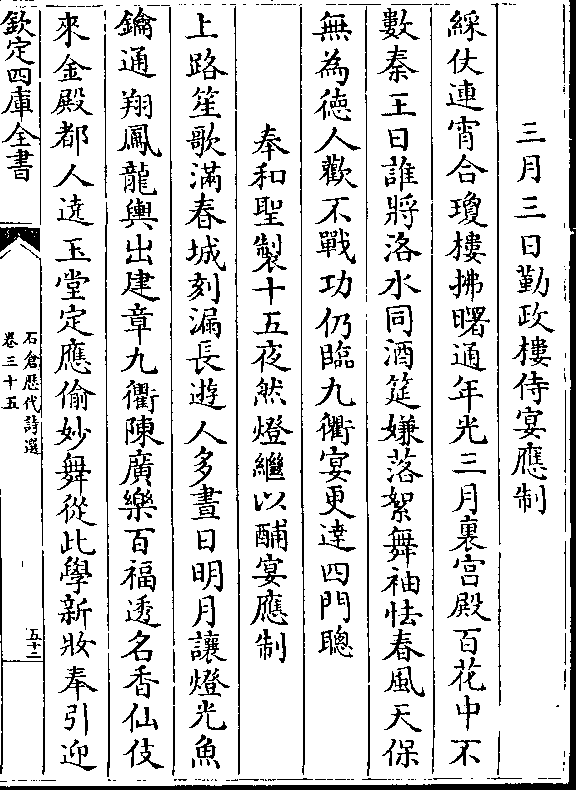 三月三日勤政樓侍宴應制
綵仗連宵合瓊樓拂曙通年光三月裏宫殿百花中不
數秦王日誰將洛水同酒筵嫌落絮舞袖怯春風天保
無為德人歡不戰功仍臨九衢宴更達四門聰
奉和聖製十五夜然燈繼以酺宴應制
上路笙歌滿春城刻漏長遊人多晝日明月讓燈光魚
鑰通翔鳳龍輿出建章九衢陳廣樂百福透名香仙伎
來金殿都人遶玉堂定應偷妙舞從此學新妝奉引迎
欽定四庫全書
石倉歷代詩選
卷三十五
五十二